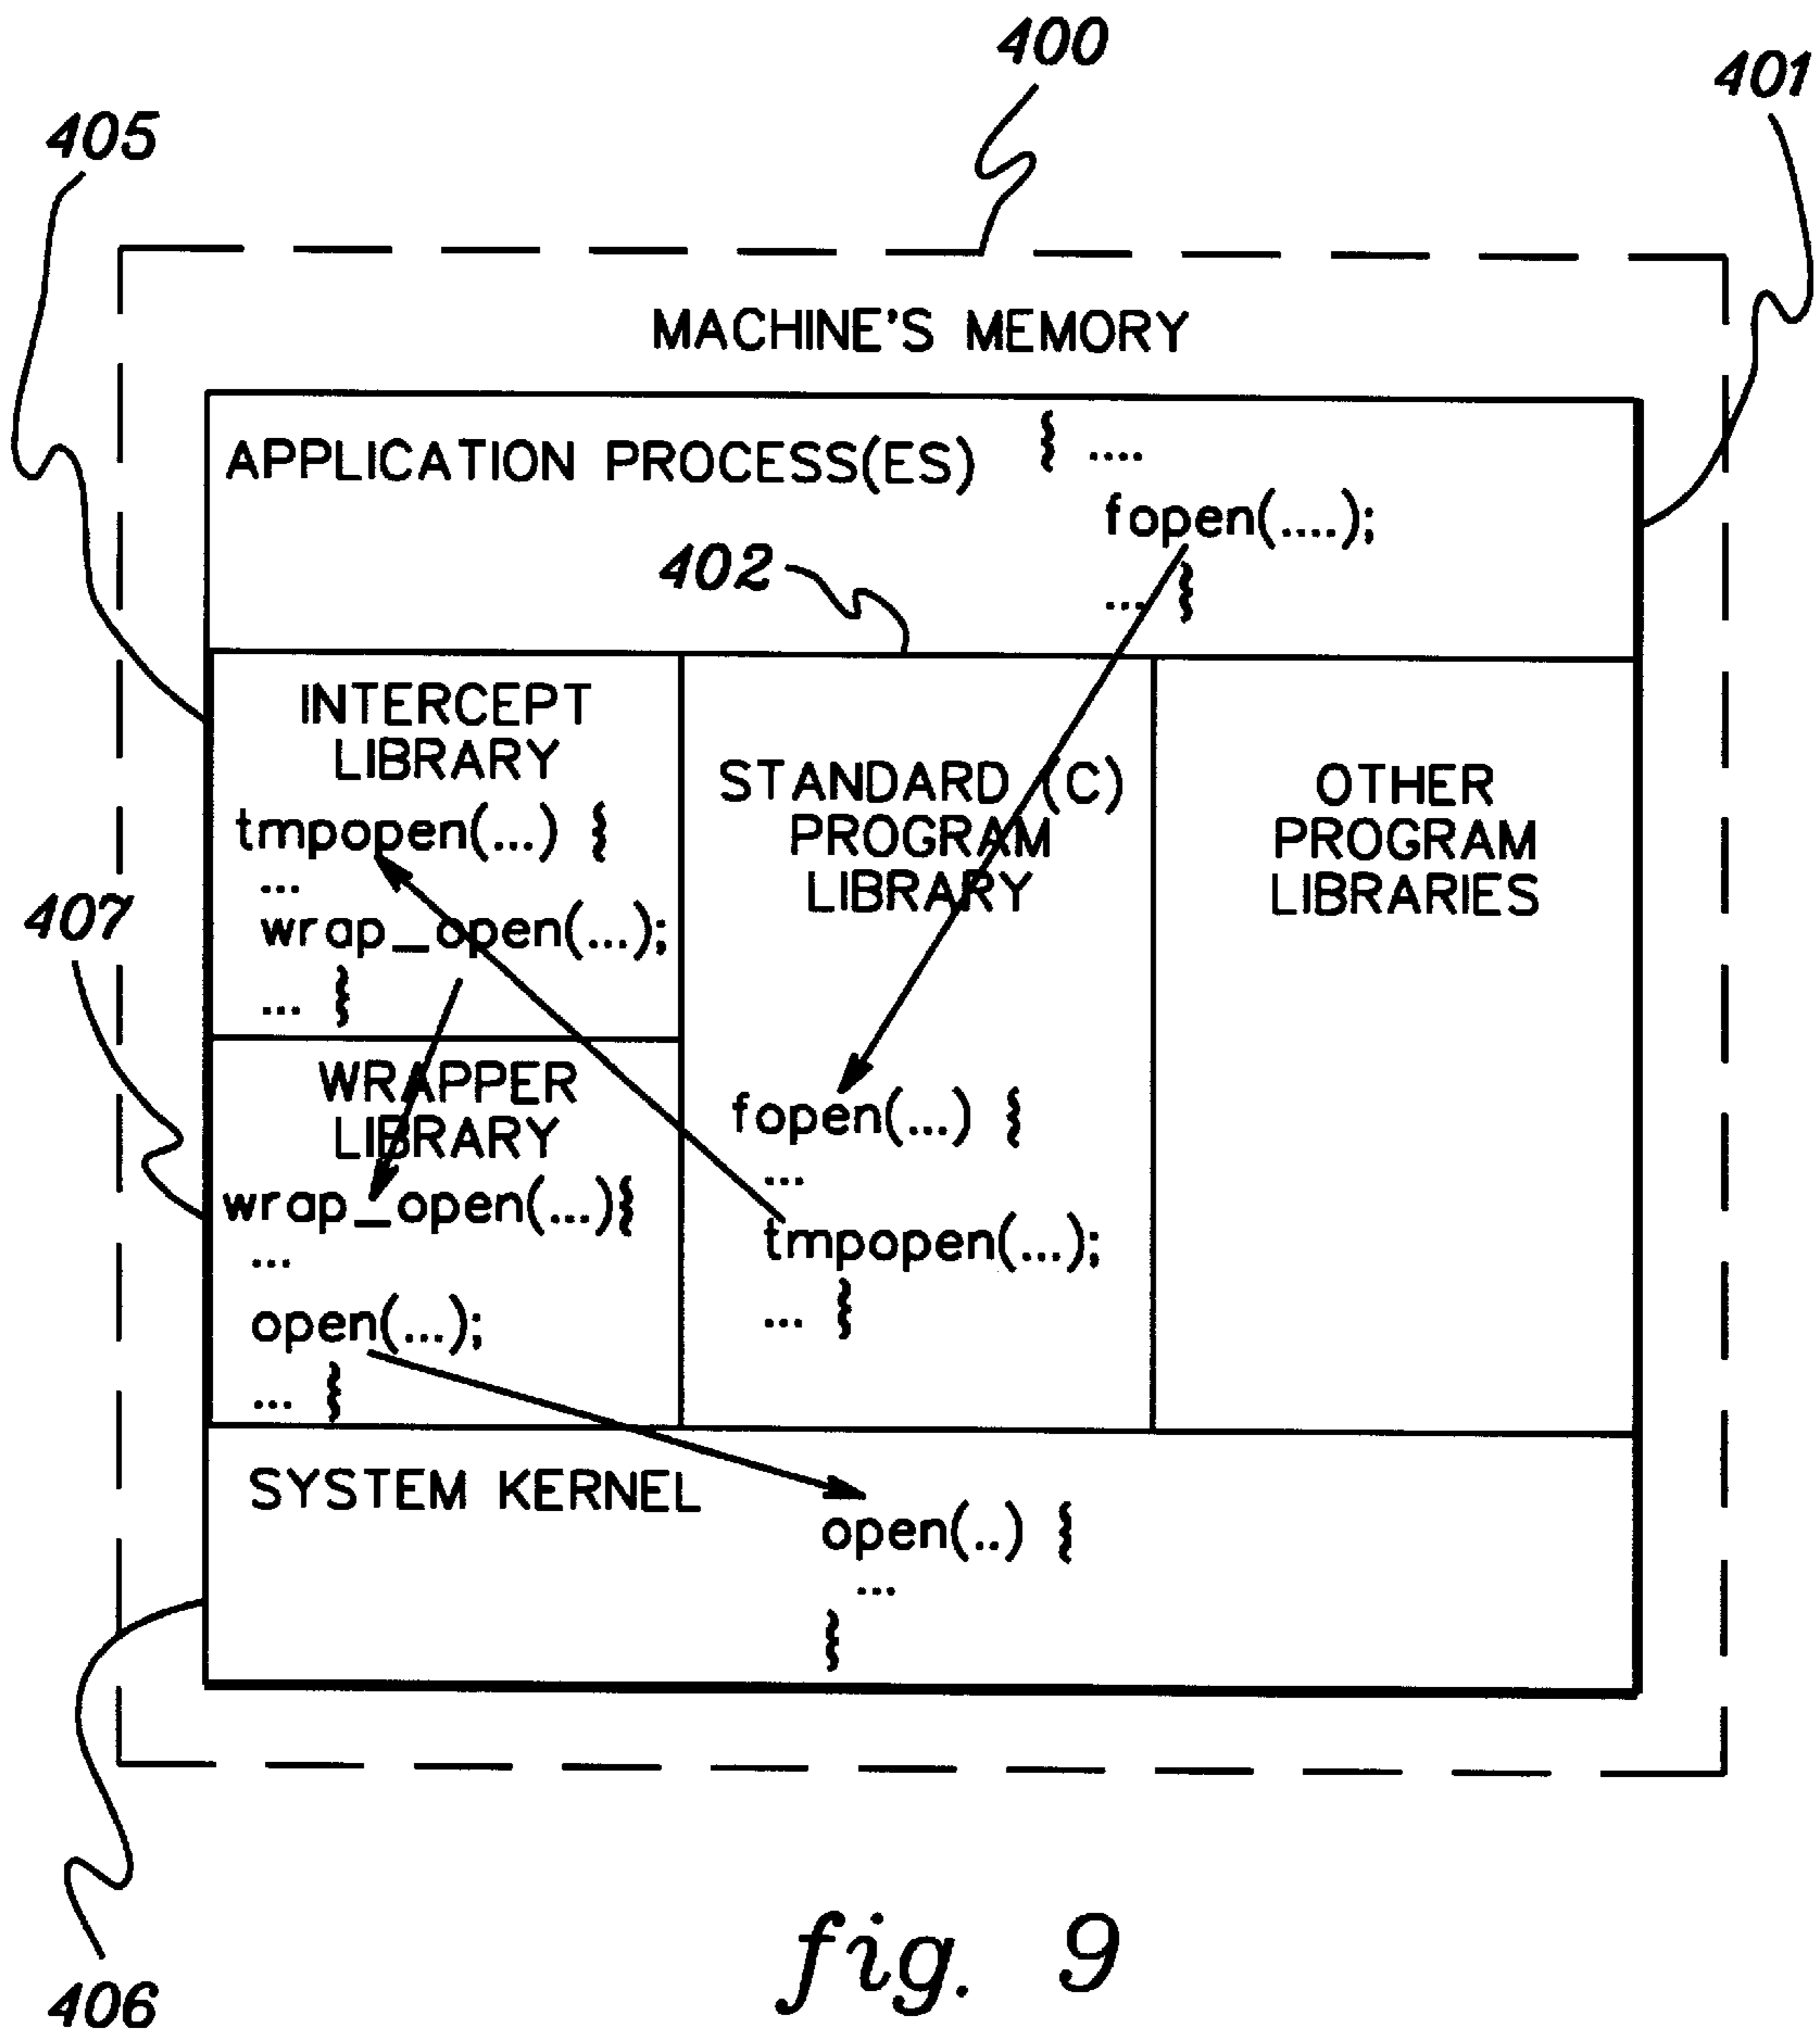 400
401
405
MACHINE'S MEMORY
APPLICATION PROCESS(ES)
{ ....
fopen(....);
... }
402
INTERCEPT
LIBRARY
tmpopen(...) {
...
wrap_open(...);
... }
407
STANDARD (C)
PROGRAM
LIBRARY
fopen(...) {
...
tmpopen(...);
... }
OTHER
PROGRAM
LIBRARIES
WRAPPER
LIBRARY
wrap_open(...){
...
open(...);
... }
SYSTEM KERNEL
open(..) {
...
}
406
fig. 9